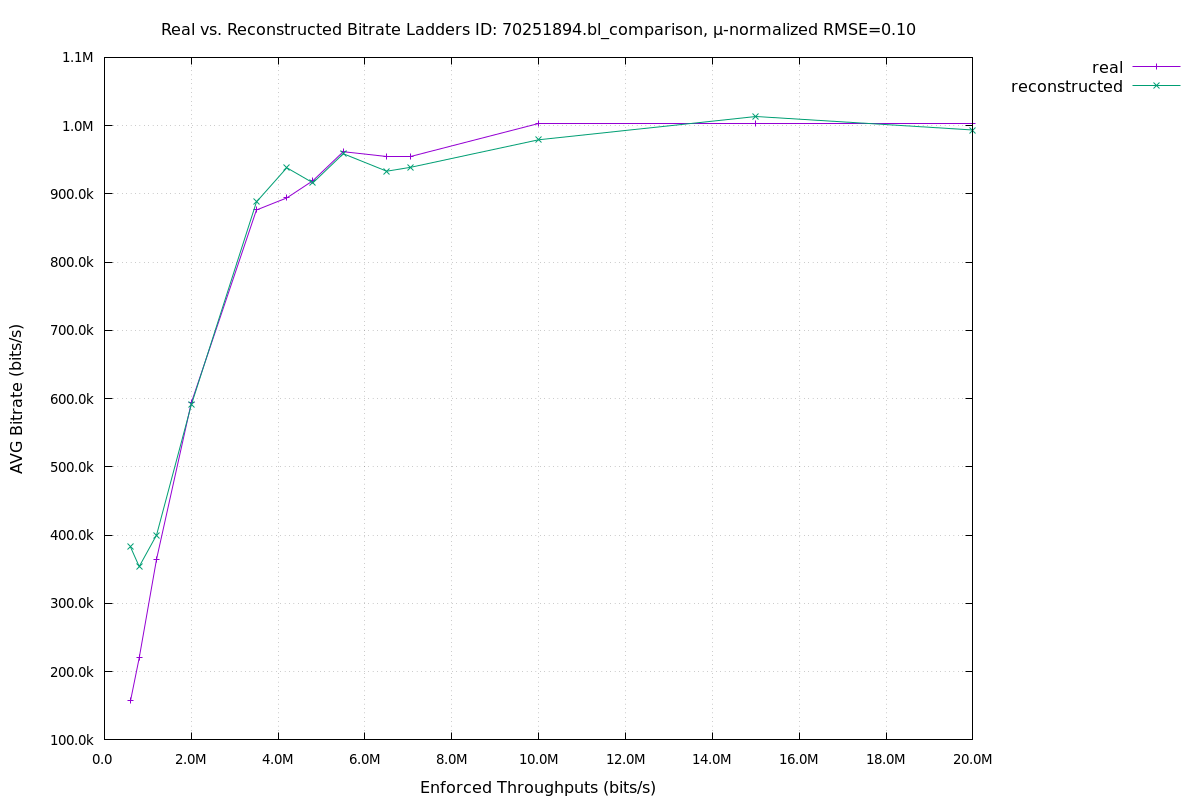 Real vs. Reconstructed Bitrate Ladders ID: 70251894.bl_comparison, μ-normalized RMSE=0.10
real
reconstructed
1.1M
1.0M
900.0k
800.0k
700.0k
600.0k
500.0k
400.0k
300.0k
200.0k
100.0k
AVG Bitrate (bits/s)
0.0 2.0M 4.0M 6.0M 8.0M 10.0M 12.0M 14.0M 16.0M 18.0M 20.0M
Enforced Throughputs (bits/s)